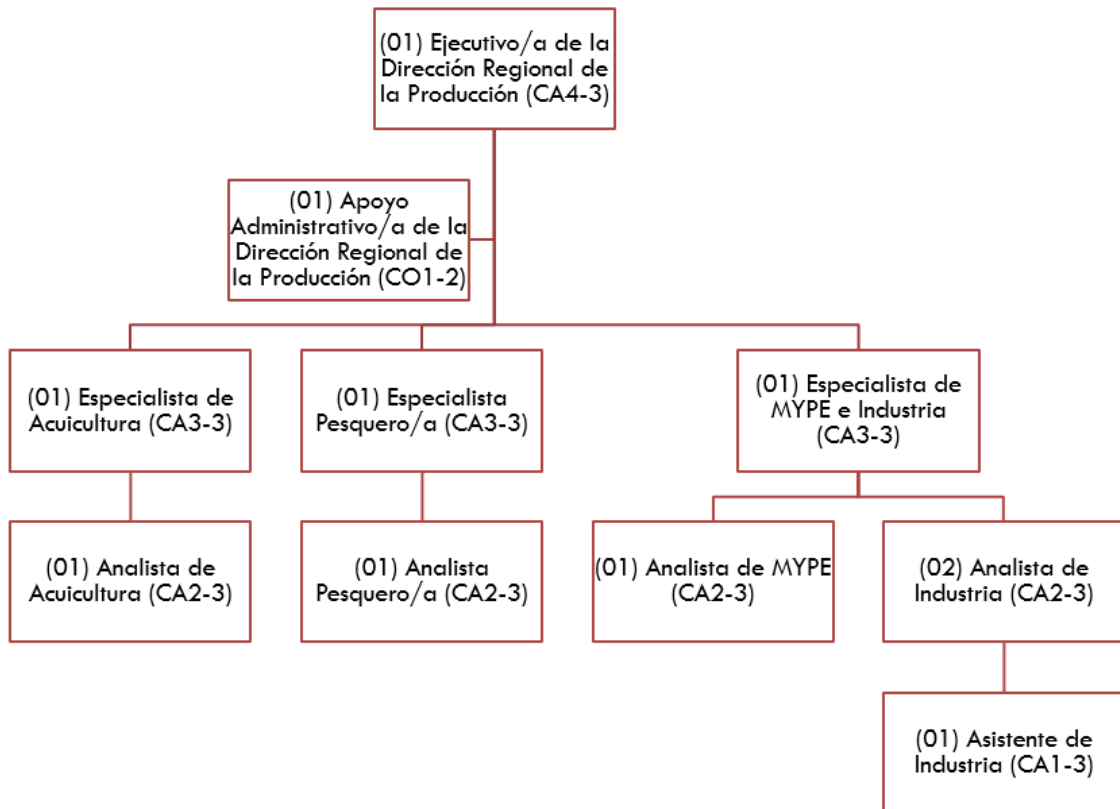 (01) Ejecutivo/a de la
Dirección Regional de
la Producción (CA4-3)
(01) Apoyo
Administrativo/a de la
Dirección Regional de
la Producción (CO1-2)
(01) Especialista de
Acuicultura (CA3-3)
(01) Especialista
Pesquero/a (CA3-3)
(01) Especialista de
MYPE e Industria
(CA3-3)
(01) Analista de
Acuicultura (CA2-3)
(01) Analista
Pesquero/a (CA2-3)
(01) Analista de MYPE
(CA2-3)
(02) Analista de
Industria (CA2-3)
(01) Asistente de
Industria (CA1-3)